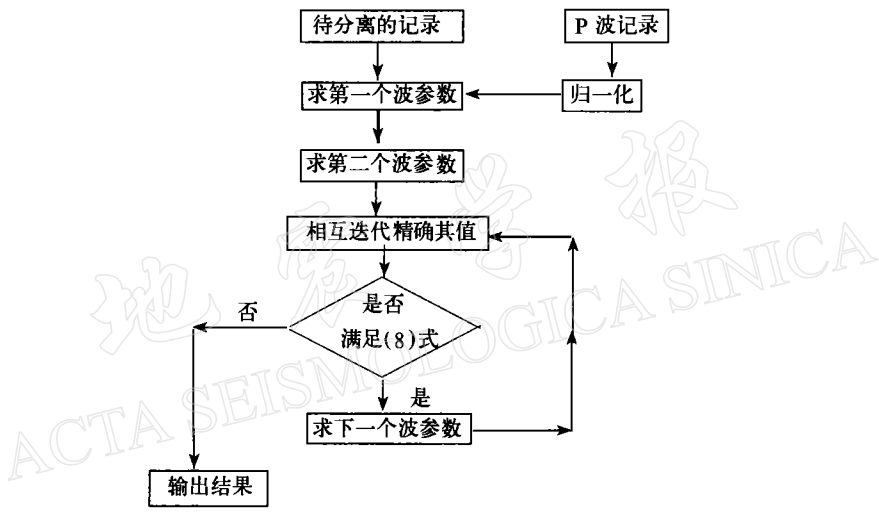 待分离的记录
P 波记录
求第一个波参数
归一化
求第二个波参数
相互迭代精确其值
是否
满足(8)式
否
是
求下一个波参数
输出结果
地震学报
ACTA SEISMOLOGICA SINICA